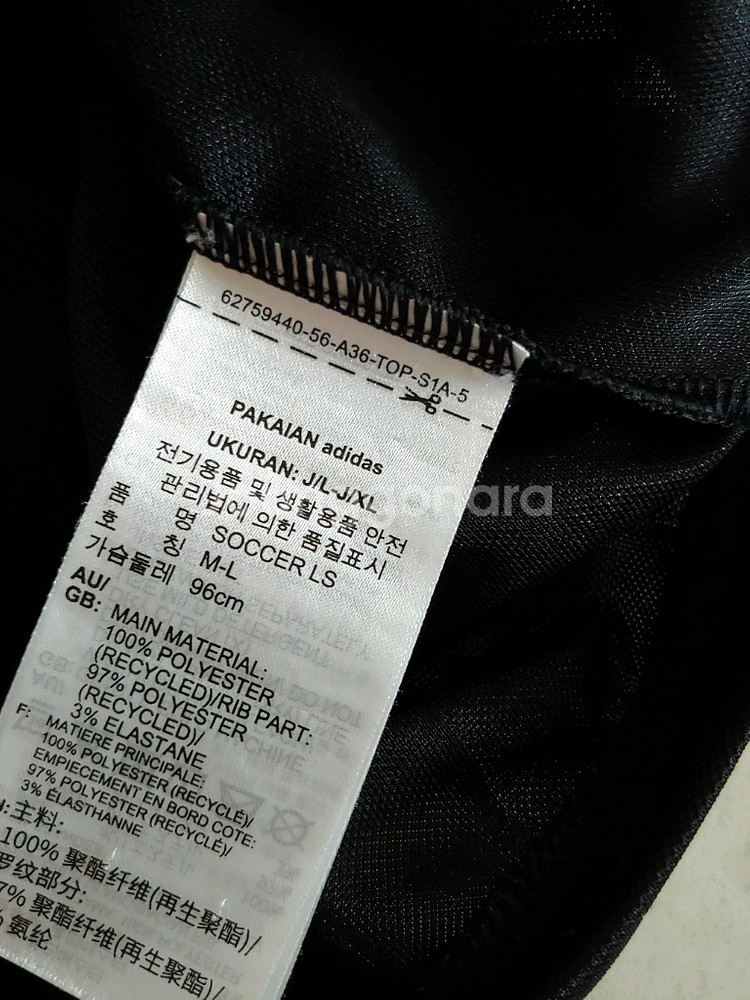 62759440-56-A36-TOP-S1A-5
PAKAIAN adidas
UKURAN: J/L-J/XL
전기용품 및 생활용품 안전
관리법에 의한 품질표시
품 명 SOCCER LS
호 칭 M-L
가슴둘레 96cm
AU/
GB: MAIN MATERIAL:
100% POLYESTER
(RECYCLED)/RIB PART:
97% POLYESTER
(RECYCLED)/
3% ELASTANE
F: MATIERE PRINCIPALE:
100% POLYESTER (RECYCLÉ)/
EMPIECEMENT EN BORD COTE:
97% POLYESTER (RECYCLÉ)/
3% ÉLASTHANNE
主料:
100% 聚酯纤维(再生聚酯)/
罗纹部分:
7% 聚酯纤维(再生聚酯)/
% 氨纶